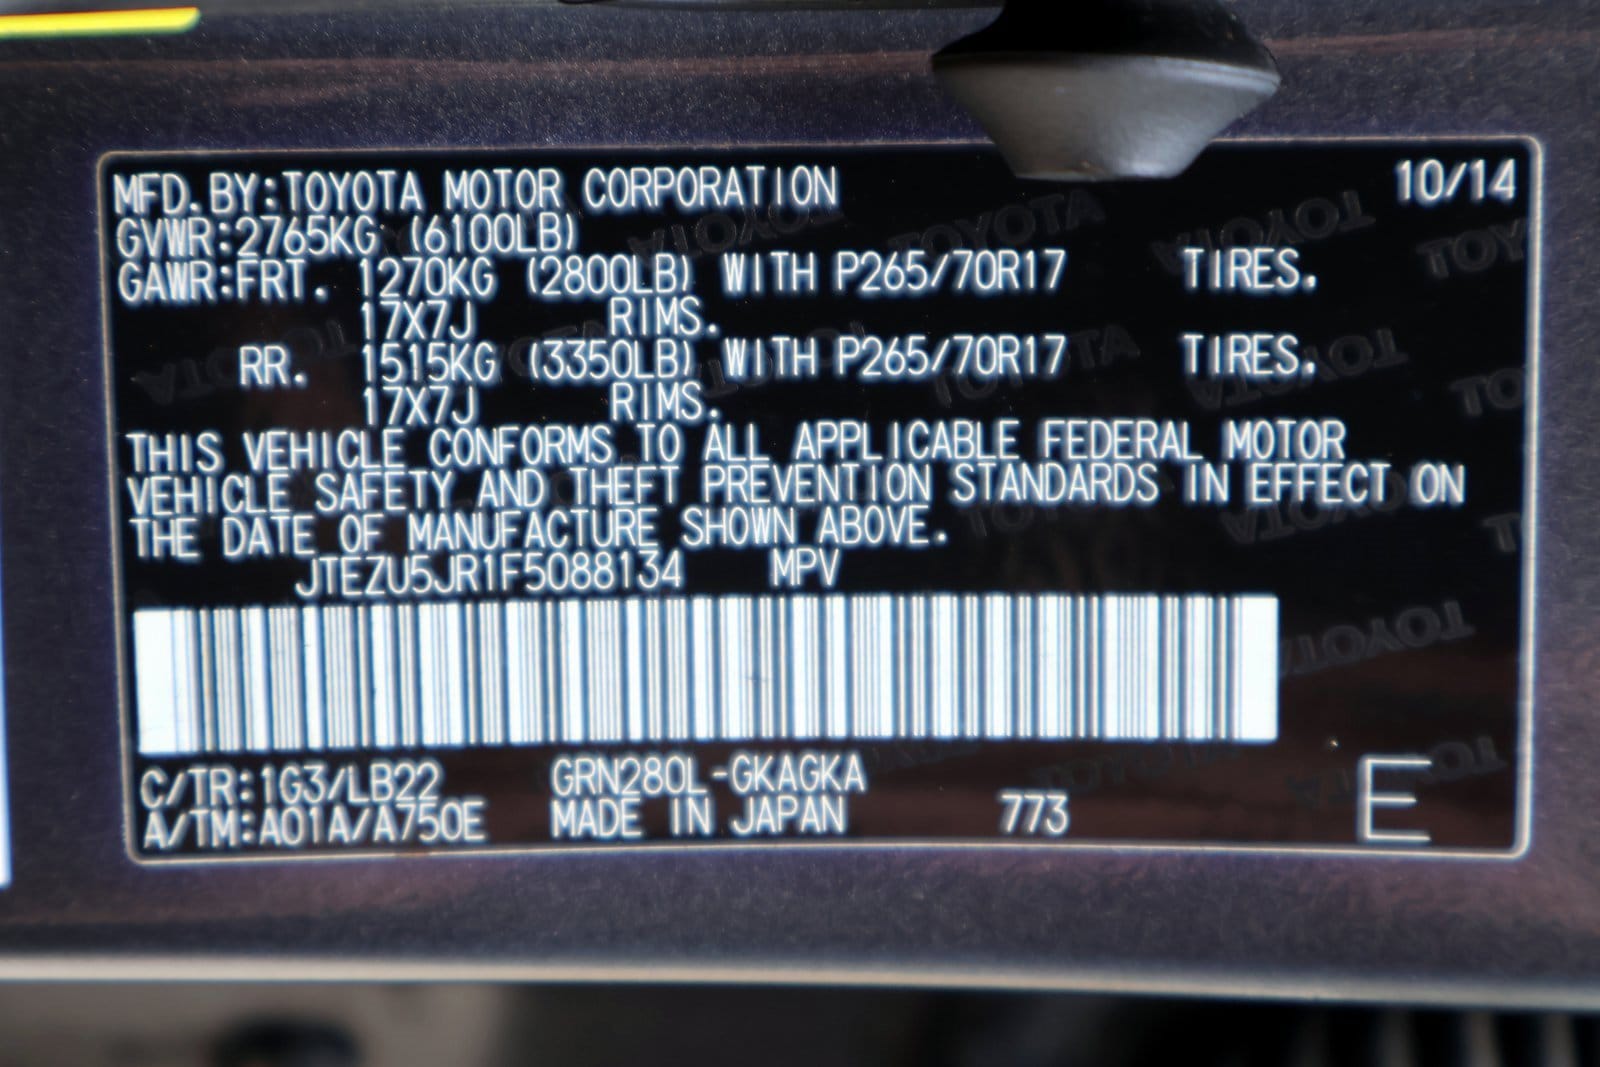 MFD.BY:TOYOTA MOTOR CORPORATION 10/14
GVWR:2765KG (6100LB)
GAWR:FRT. 1270KG (2800LB) WITH P265/70R17 TIRES.
17X7J RIMS.
RR. 1515KG (3350LB) WITH P265/70R17 TIRES.
17X7J RIMS.
THIS VEHICLE CONFORMS TO ALL APPLICABLE FEDERAL MOTOR
VEHICLE SAFETY AND THEFT PREVENTION STANDARDS IN EFFECT ON
THE DATE OF MANUFACTURE SHOWN ABOVE.
JTEZU5JR1F5088134 MPV
C/TR:1G3/LB22 GRN280L-GKAGKA
A/TM:A01A/A750E MADE IN JAPAN 773 E